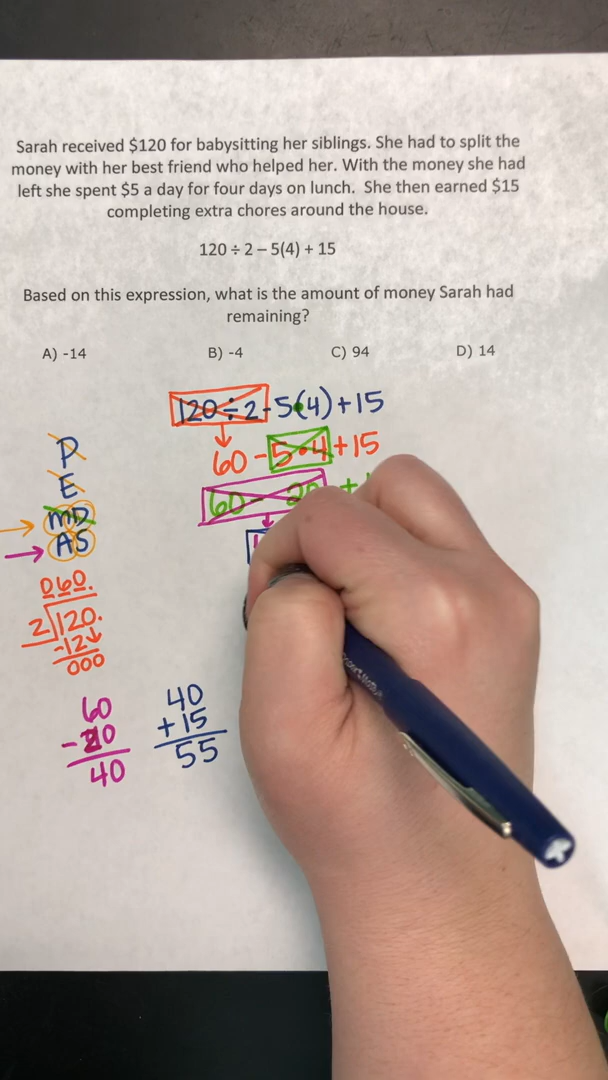 Sarah received $120 for babysitting her siblings. She had to split the
money with her best friend who helped her. With the money she had
left she spent $5 a day for four days on lunch. She then earned $15
completing extra chores around the house.
120 ÷ 2 – 5(4) + 15
Based on this expression, what is the amount of money Sarah had
remaining?
A) -14 B) -4 C) 94 D) 14
120 ÷ 2 - 5(4) + 15
60 - 5 • 4 + 15
60 - 20 +
P
E
MD
AS
060.
2 120.
-12
000
60
- 20
40
40
+ 15
55